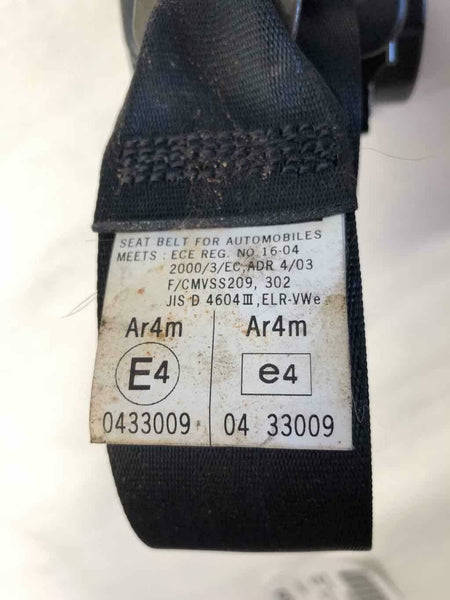 SEAT BELT FOR AUTOMOBILES
MEETS : ECE REG. NO.16-04
2000/3/EC,ADR 4/03
F/CMVSS209, 302
JIS D 4604Ⅲ,ELR-VWe
Ar4m Ar4m
E4 e4
0433009 04 33009